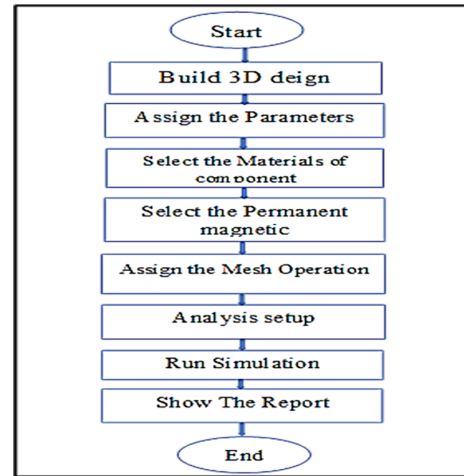 Start
Build 3D deign
Assign the Parameters
Select the Materials of
component
Select the Permanent
magnetic
Assign the Mesh Operation
Analysis setup
Run Simulation
Show The Report
End